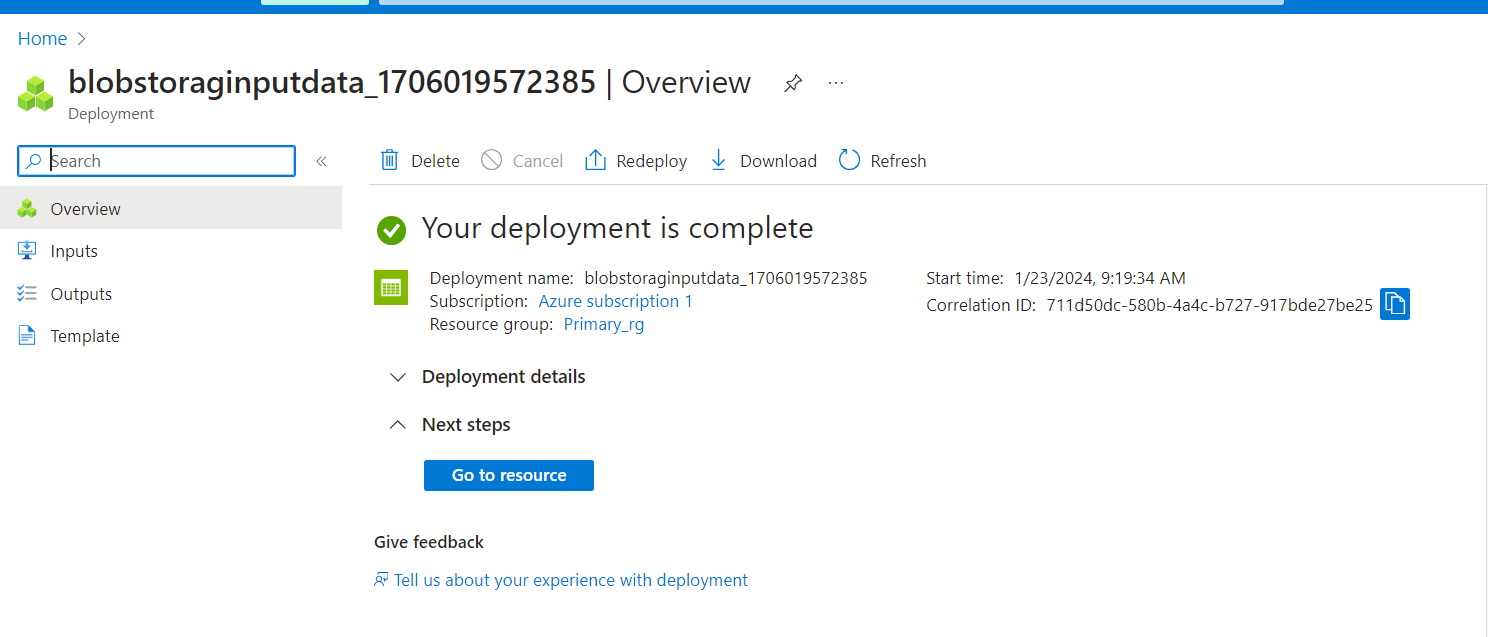 Home
blobstoraginputdata_1706019572385 | Overview
Deployment
Search
Delete
Cancel
Redeploy
Download
Refresh
Overview
Inputs
Outputs
Template
Your deployment is complete
Deployment name: blobstoraginputdata_1706019572385
Subscription: Azure subscription 1
Resource group: Primary_rg
Start time: 1/23/2024, 9:19:34 AM
Correlation ID: 711d50dc-580b-4a4c-b727-917bde27be25
Deployment details
Next steps
Go to resource
Give feedback
Tell us about your experience with deployment